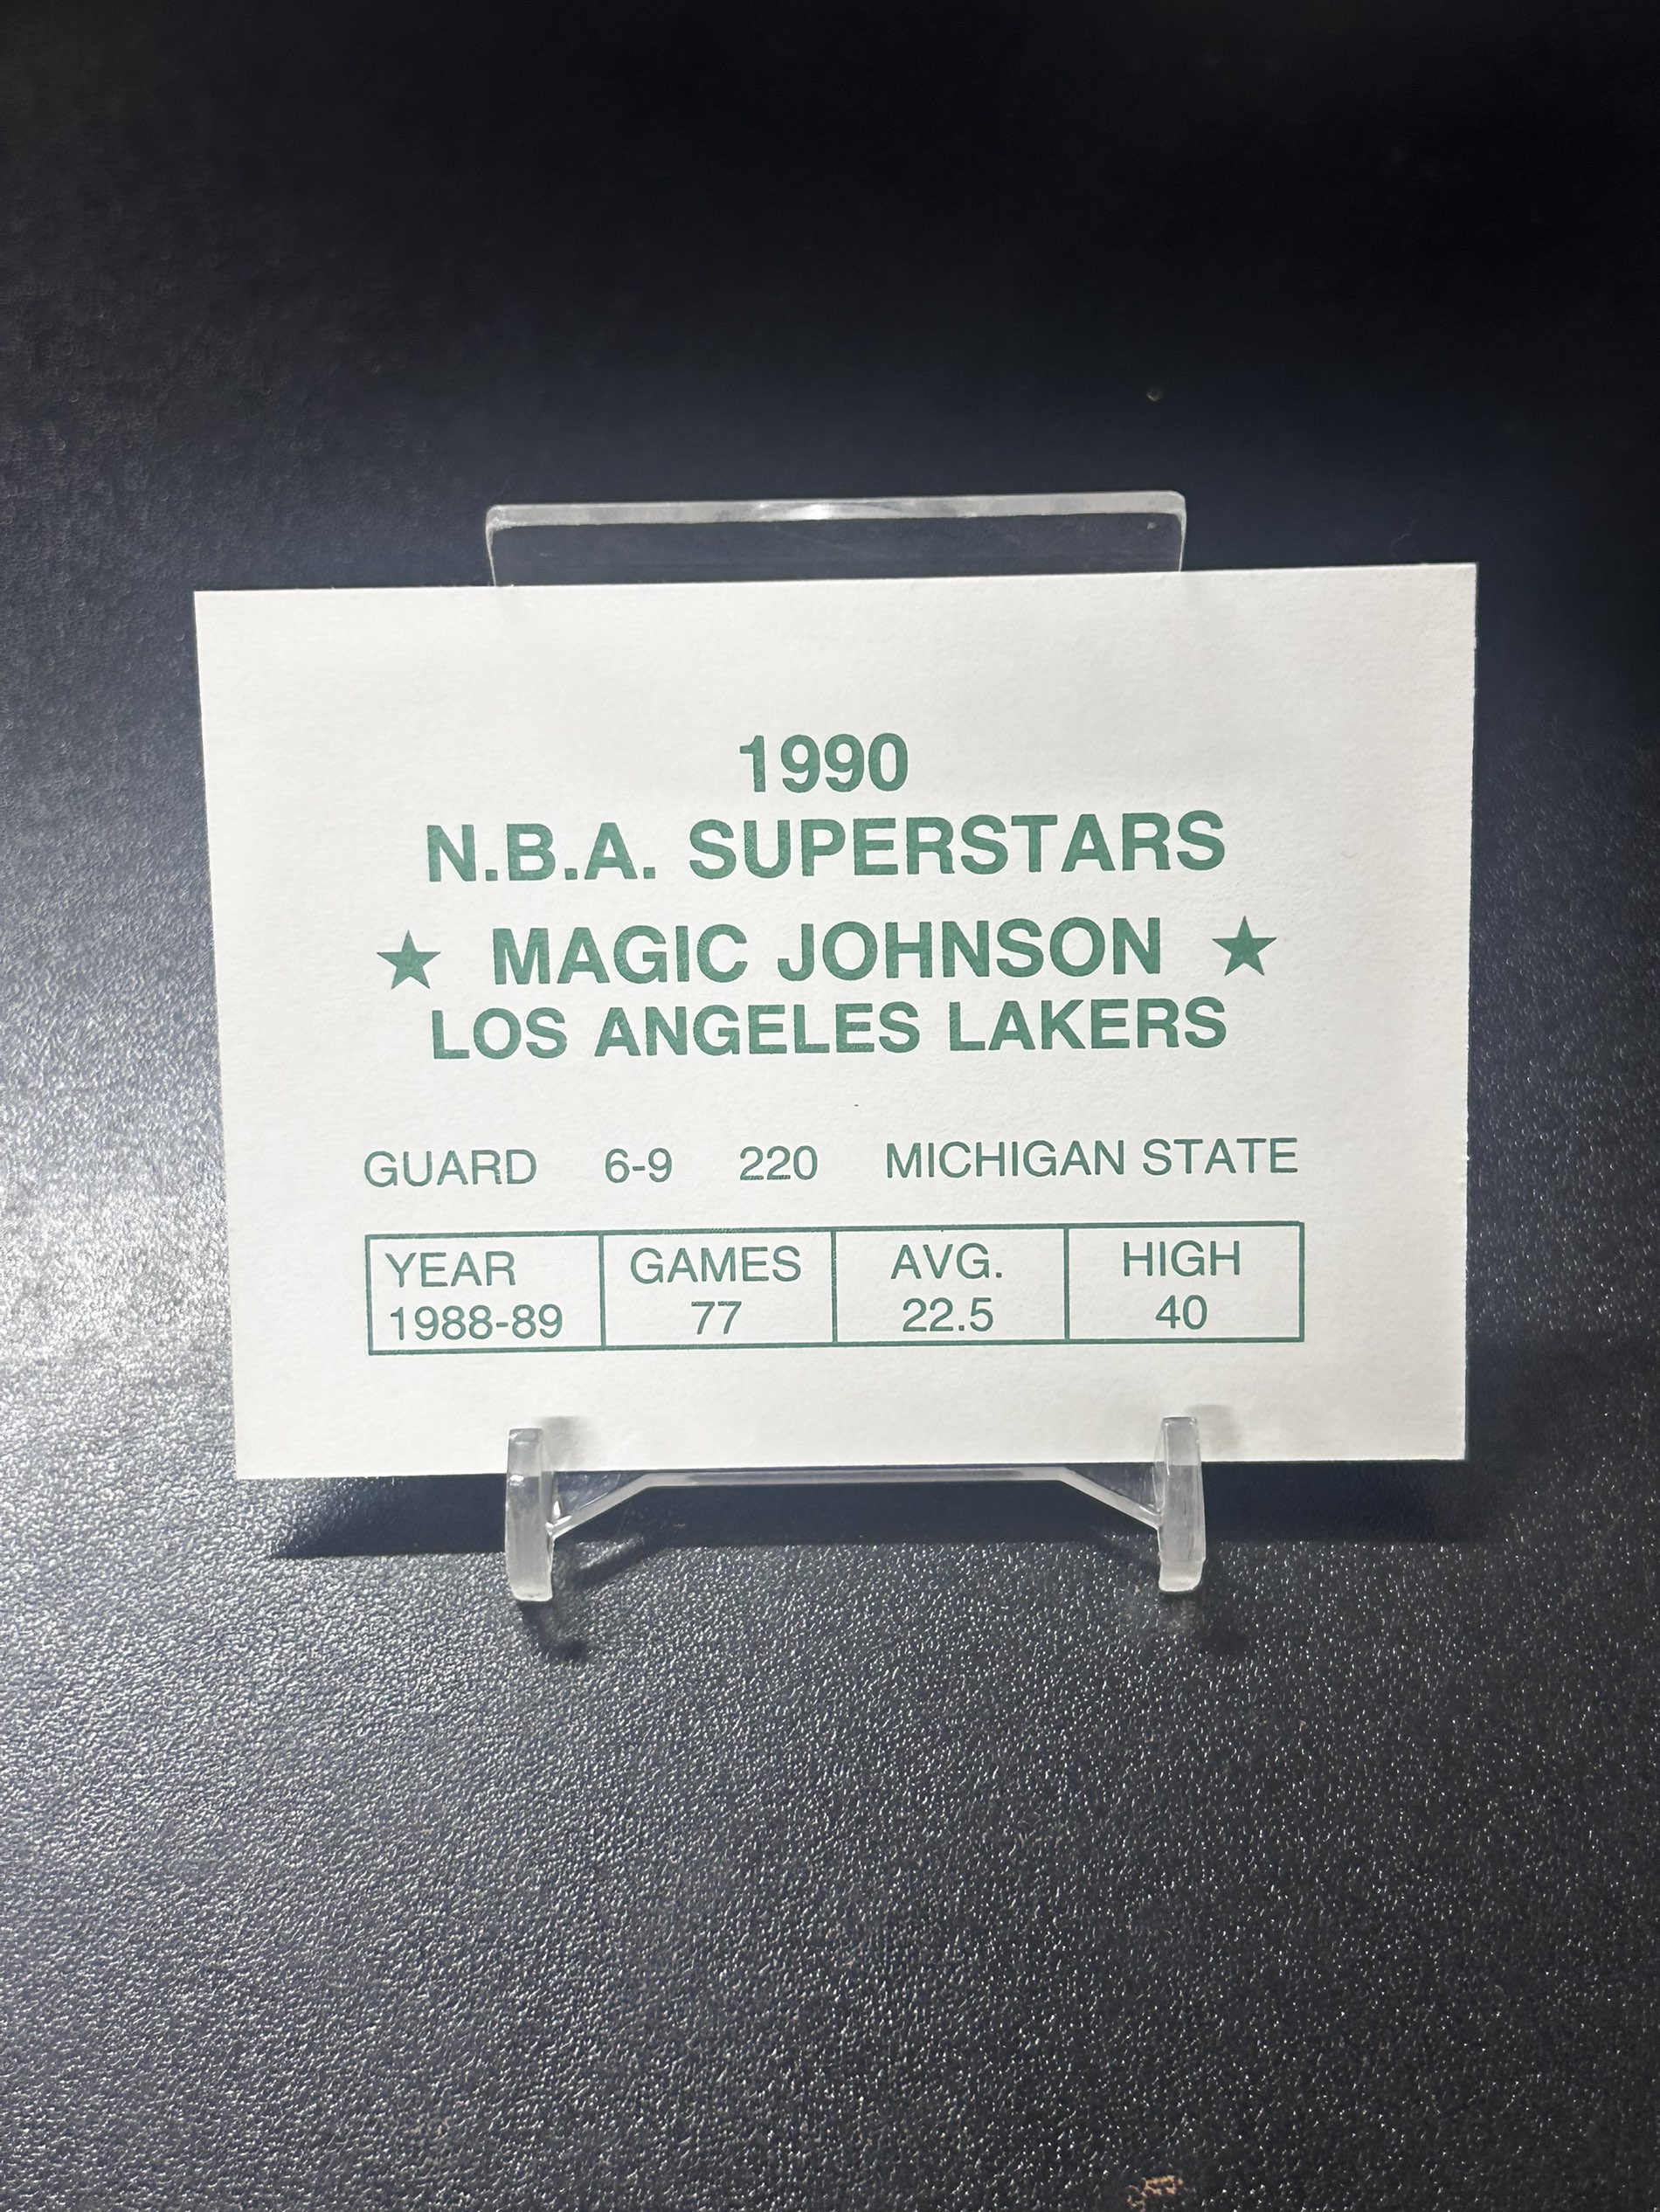 1990
N.B.A. SUPERSTARS
★ MAGIC JOHNSON ★
LOS ANGELES LAKERS
GUARD 6-9 220 MICHIGAN STATE
YEAR GAMES AVG. HIGH
1988-89 77 22.5 40